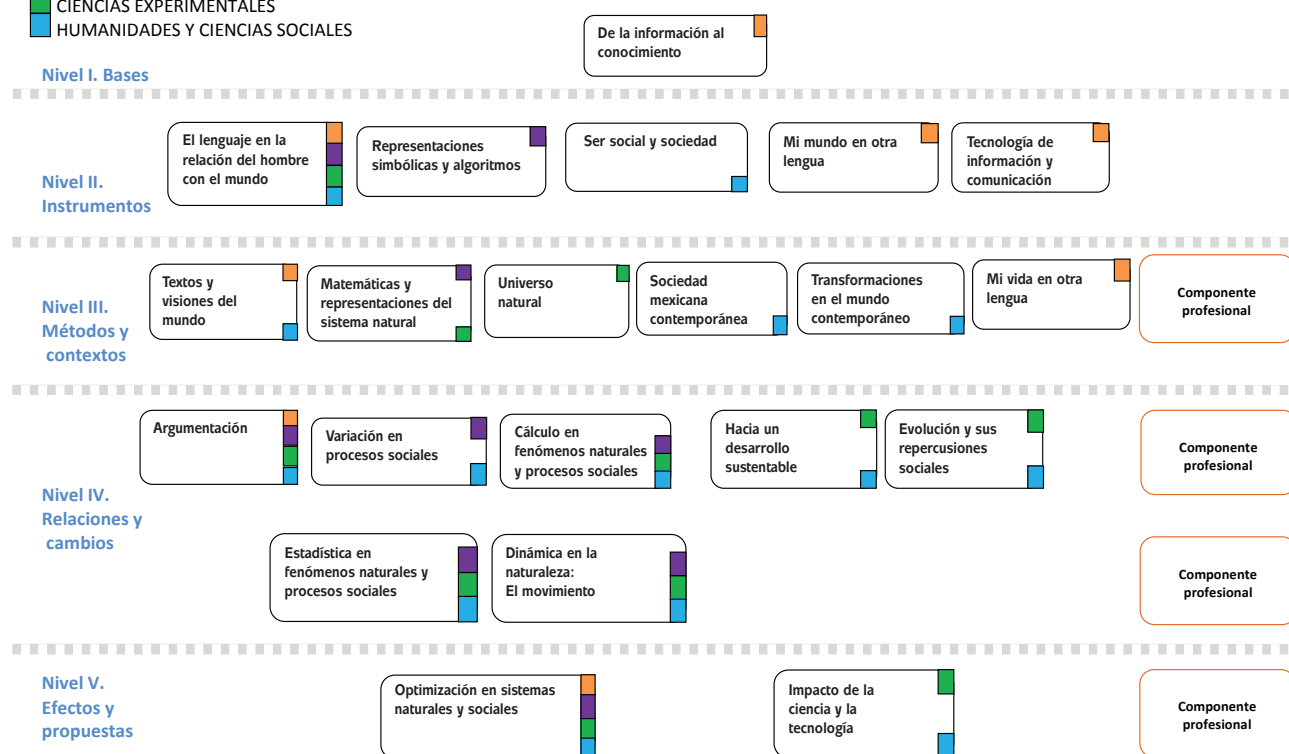 CIENCIAS EXPERIMENTALES
HUMANIDADES Y CIENCIAS SOCIALES
De la información al
conocimiento
Nivel I. Bases
El lenguaje en la
relación del hombre
con el mundo
Representaciones
simbólicas y algoritmos
Ser social y sociedad
Mi mundo en otra
lengua
Tecnología de
información y
comunicación
Nivel II.
Instrumentos
Textos y
visiones del
mundo
Matemáticas y
representaciones del
sistema natural
Universo
natural
Sociedad
mexicana
contemporánea
Transformaciones
en el mundo
contemporáneo
Mi vida en otra
lengua
Componente
profesional
Nivel III.
Métodos y
contextos
Argumentación
Variación en
procesos sociales
Cálculo en
fenómenos naturales
y procesos sociales
Hacia un
desarrollo
sustentable
Evolución y sus
repercusiones
sociales
Componente
profesional
Nivel IV.
Relaciones y
cambios
Estadística en
fenómenos naturales y
procesos sociales
Dinámica en la
naturaleza:
El movimiento
Componente
profesional
Nivel V.
Efectos y
propuestas
Optimización en sistemas
naturales y sociales
Impacto de la
ciencia y la
tecnología
Componente
profesional